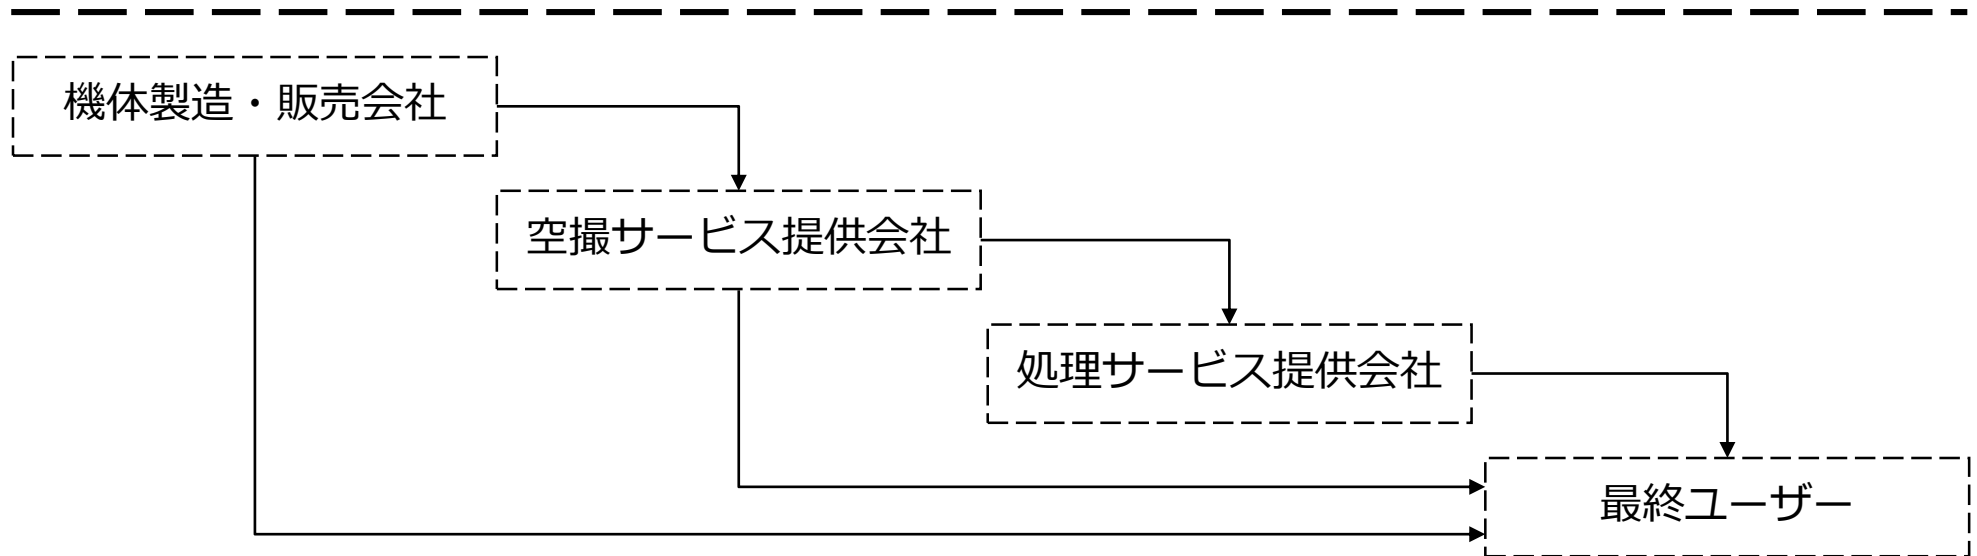 機体製造・販売会社
空撮サービス提供会社
処理サービス提供会社
最終ユーザー